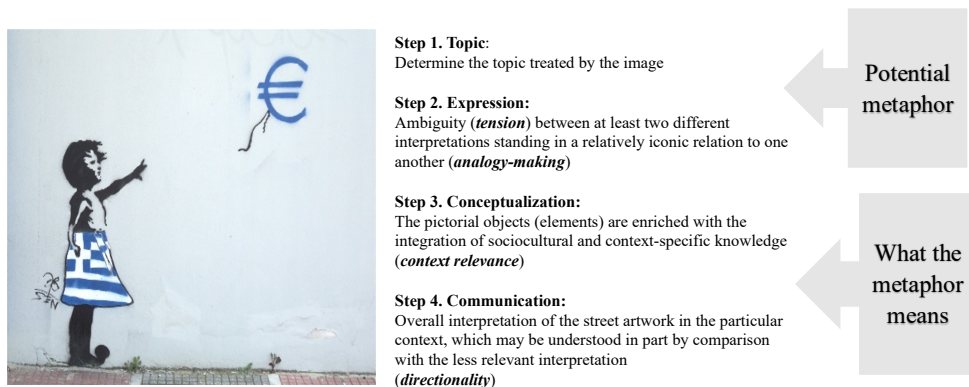 €
Step 1. Topic:
Determine the topic treated by the image
Step 2. Expression:
Ambiguity (tension) between at least two different
interpretations standing in a relatively iconic relation to one
another (analogy-making)
Step 3. Conceptualization:
The pictorial objects (elements) are enriched with the
integration of sociocultural and context-specific knowledge
(context relevance)
Step 4. Communication:
Overall interpretation of the street artwork in the particular
context, which may be understood in part by comparison
with the less relevant interpretation
(directionality)
Potential
metaphor
What the
metaphor
means